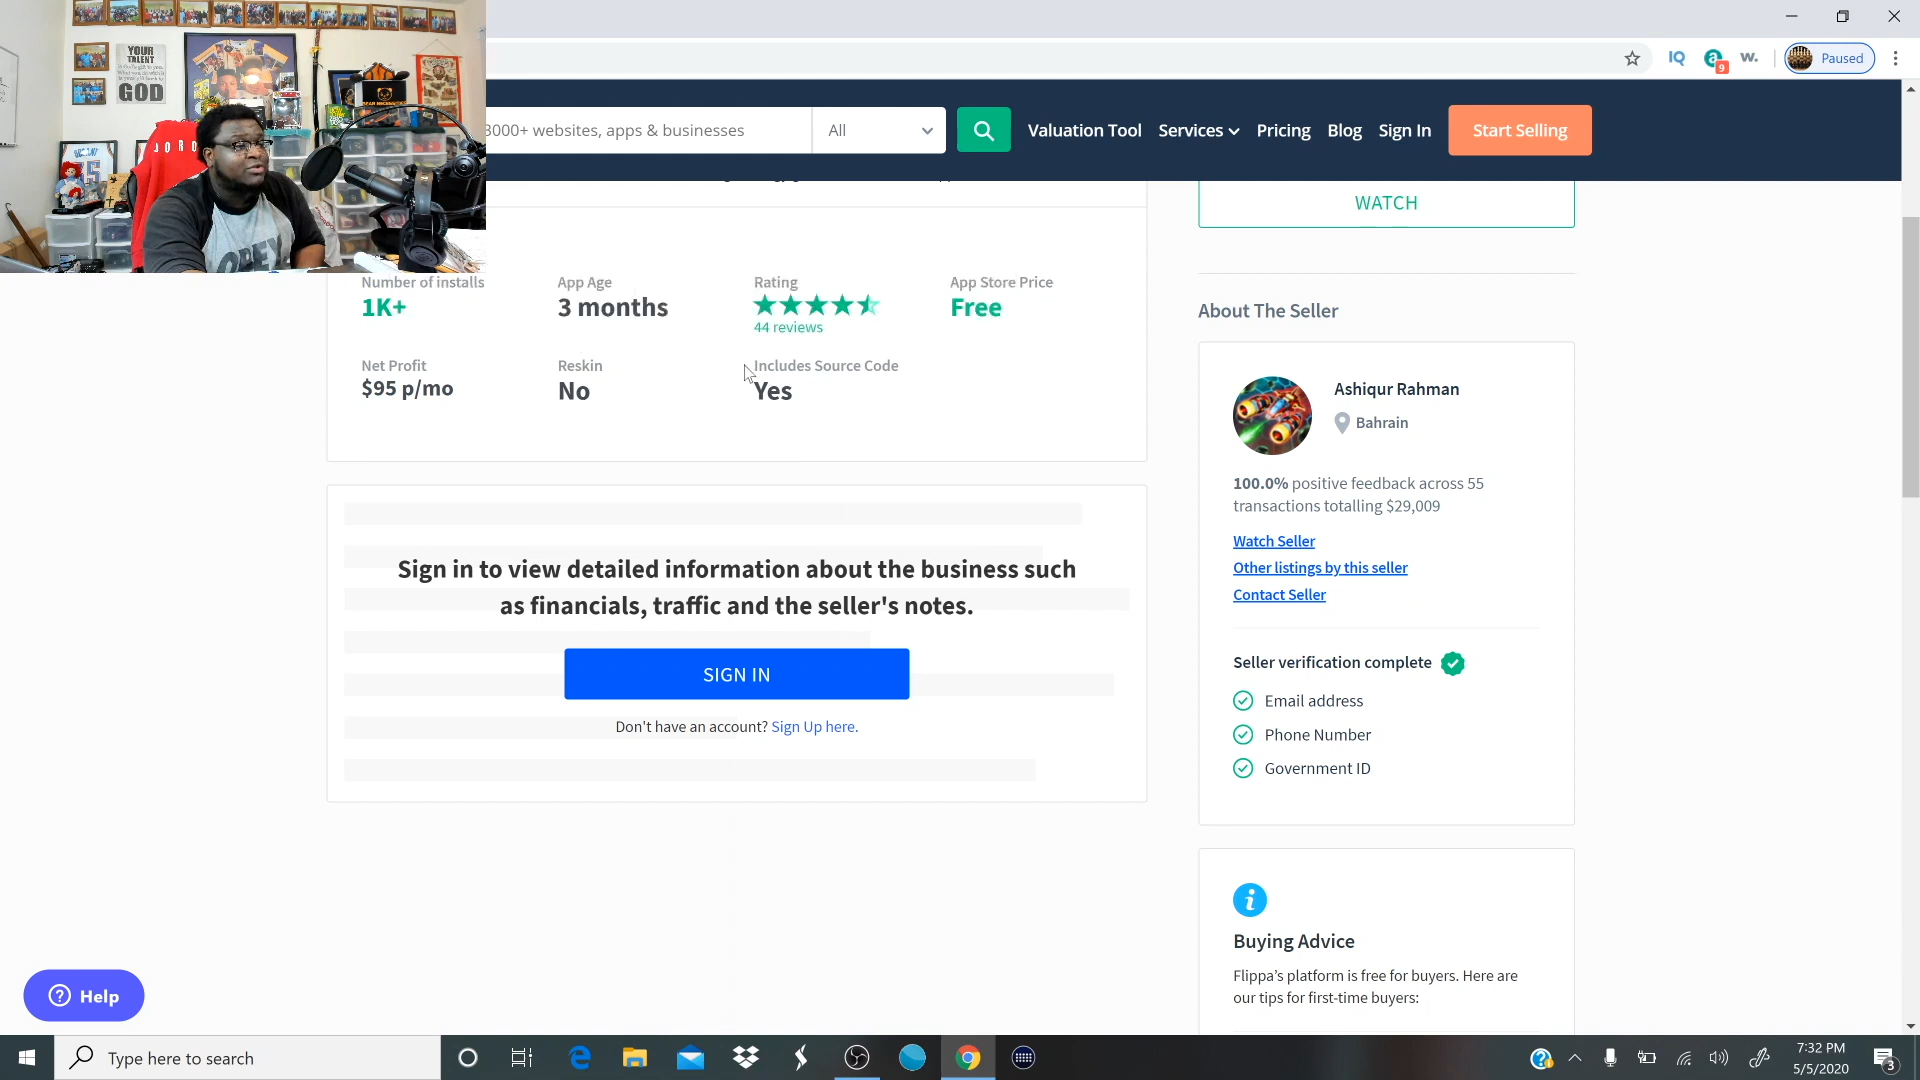 YOUR
TALENT
GOD
JORD
OBEY
IQ
9
w.
Paused
3000+ websites, apps & businesses
All
Valuation Tool
Services
Pricing
Blog
Sign In
Start Selling
WATCH
Number of installs
1K+
App Age
3 months
Rating
44 reviews
App Store Price
Free
Net Profit
$95 p/mo
Reskin
No
Includes Source Code
Yes
Sign in to view detailed information about the business such
as financials, traffic and the seller's notes.
SIGN IN
Don't have an account? Sign Up here.
About The Seller
Ashiqur Rahman
Bahrain
100.0% positive feedback across 55
transactions totalling $29,009
Watch Seller
Other listings by this seller
Contact Seller
Seller verification complete
Email address
Phone Number
Government ID
Buying Advice
Flippa’s platform is free for buyers. Here are
our tips for first-time buyers:
Help
Type here to search
7:32 PM
5/5/2020
3